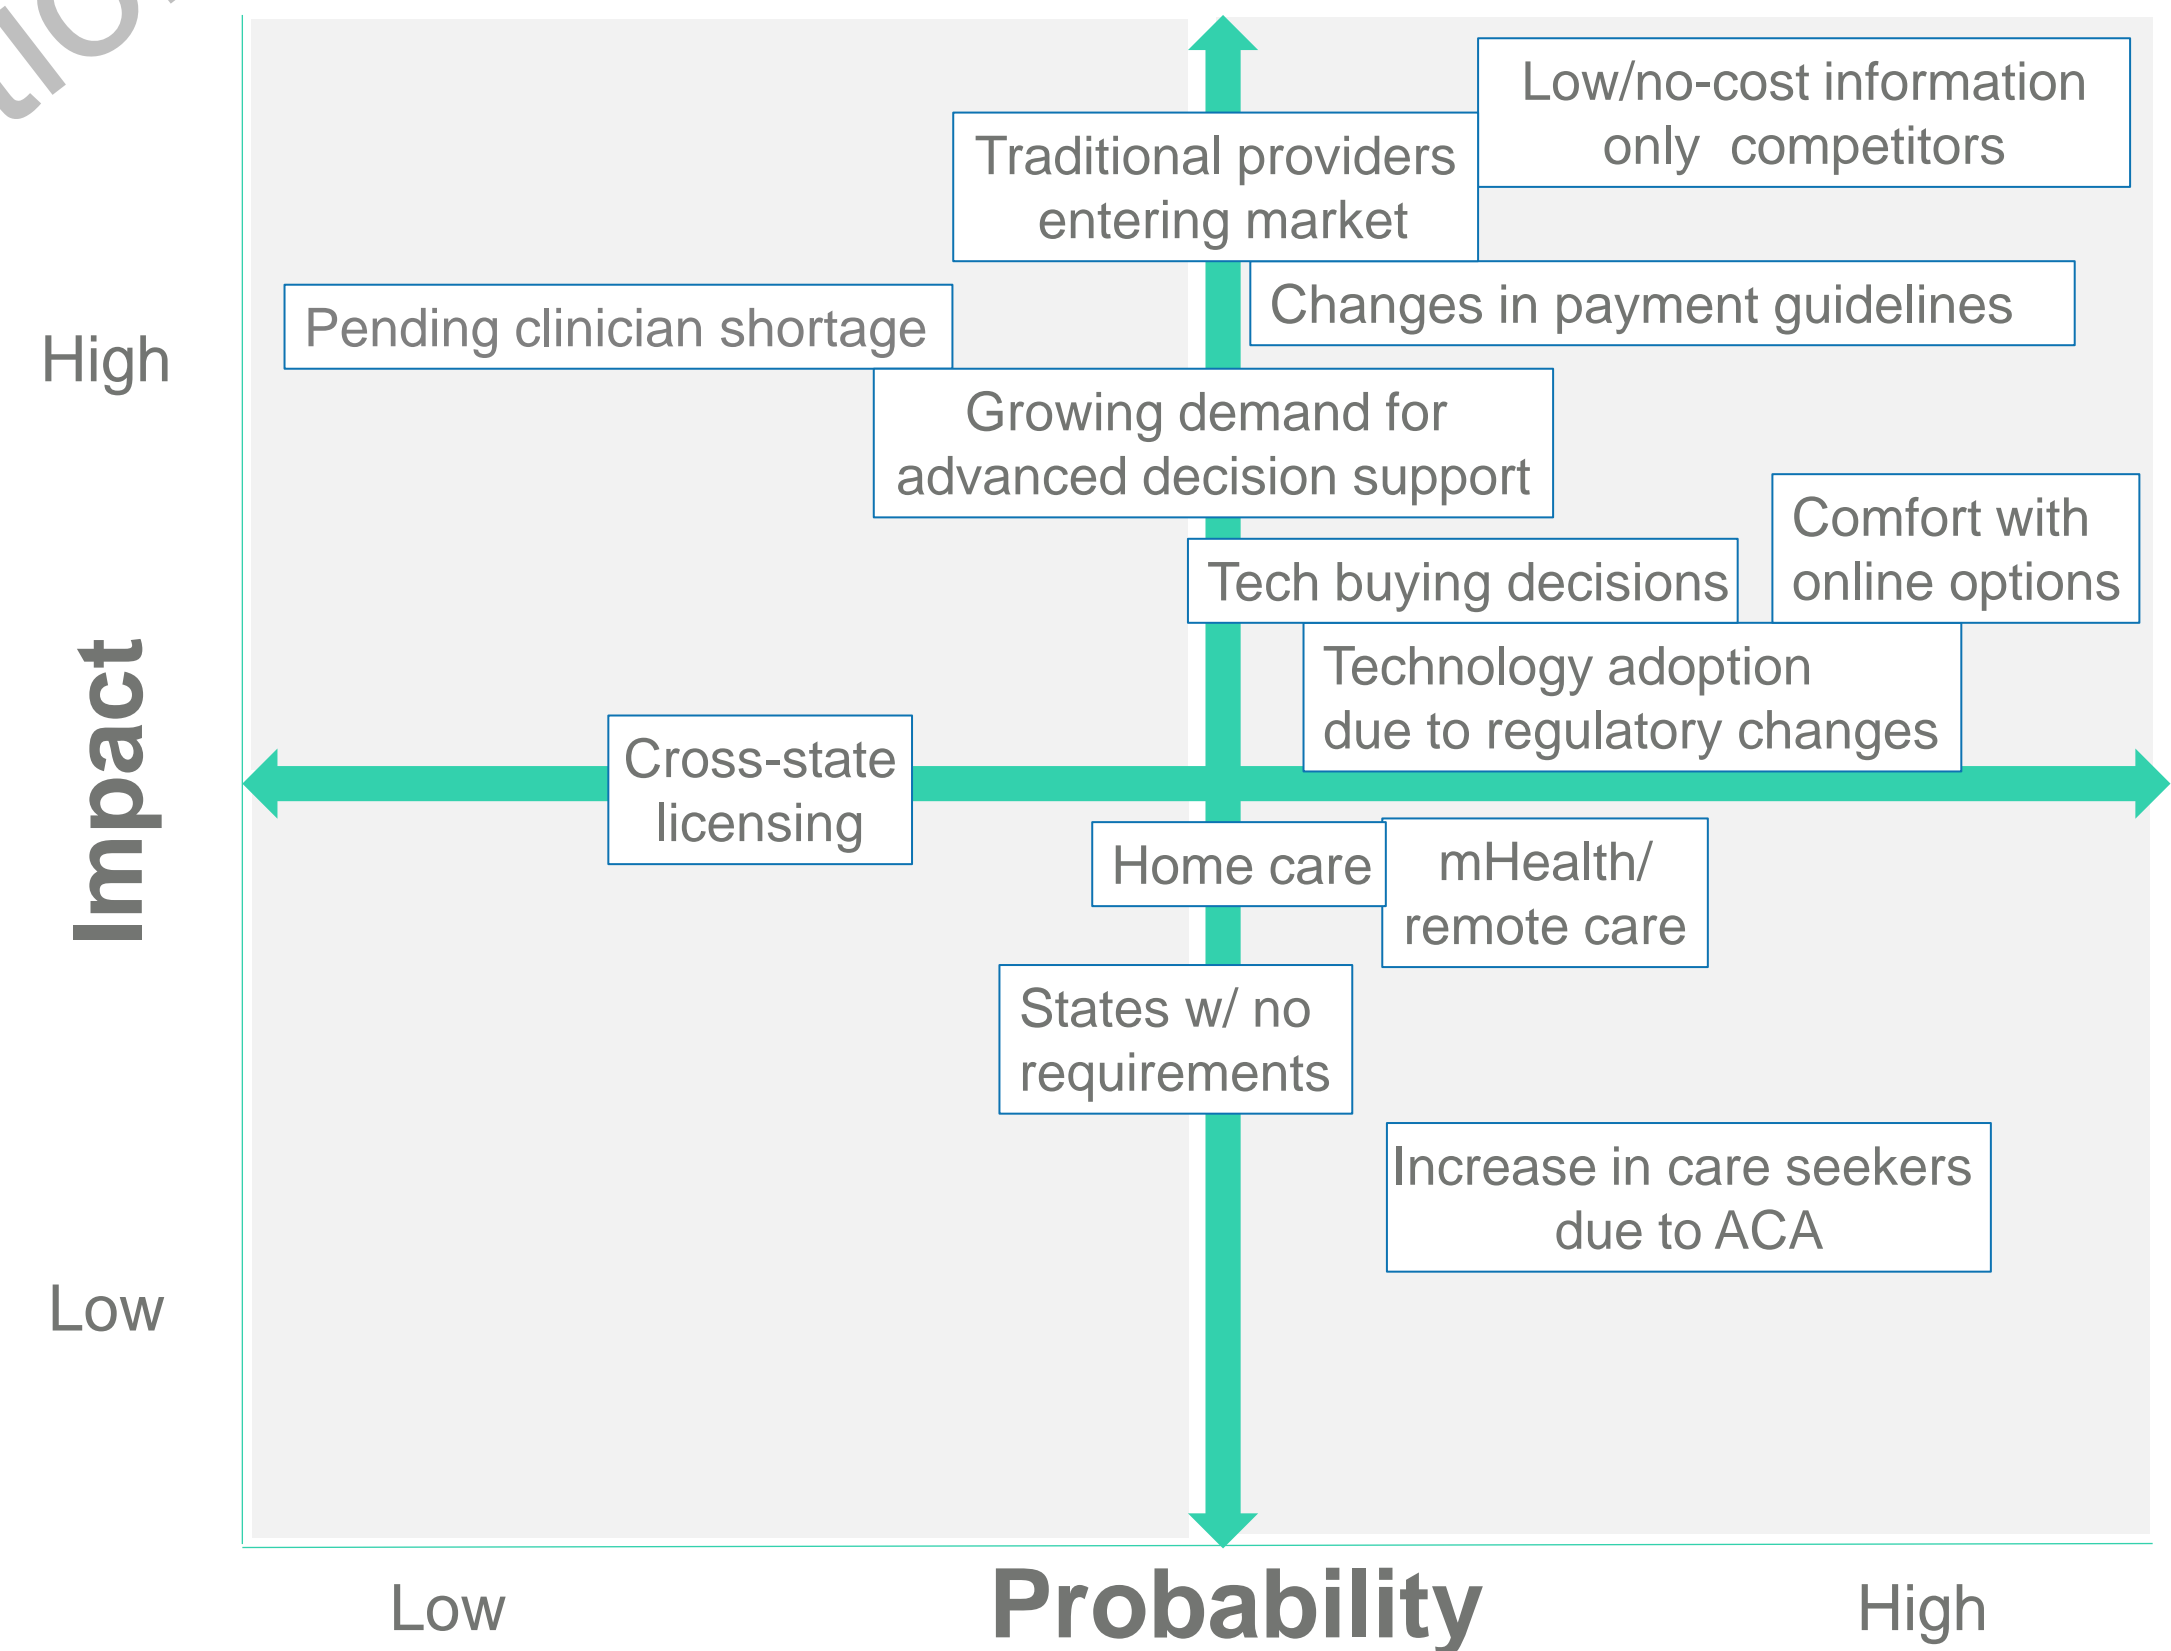 Low/no-cost information
only competitors
Traditional providers
entering market
Changes in payment guidelines
Pending clinician shortage
High
Growing demand for
advanced decision support
Comfort with
online options
Tech buying decisions
Technology adoption
due to regulatory changes
Impact
Cross-state
licensing
Home care
mHealth/
remote care
States w/ no
requirements
Increase in care seekers
due to ACA
Low
Low
Probability
High